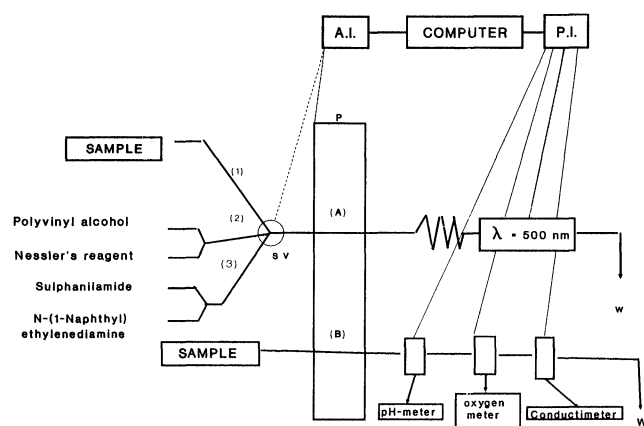 A.I.
COMPUTER
P.I.
P
SAMPLE
(1)
Polyvinyl alcohol
(2)
(A)
λ = 500 nm
Nessler's reagent
(3)
S V
Sulphanilamide
w
N-(1-Naphthyl)
ethylenediamine
(B)
SAMPLE
pH-meter
oxygen
meter
Conductimeter
W